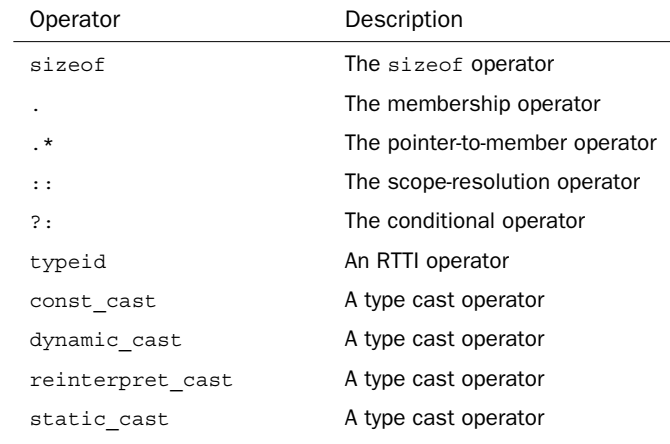 Operator Description
sizeof The sizeof operator
. The membership operator
.* The pointer-to-member operator
:: The scope-resolution operator
?: The conditional operator
typeid An RTTI operator
const_cast A type cast operator
dynamic_cast A type cast operator
reinterpret_cast A type cast operator
static_cast A type cast operator